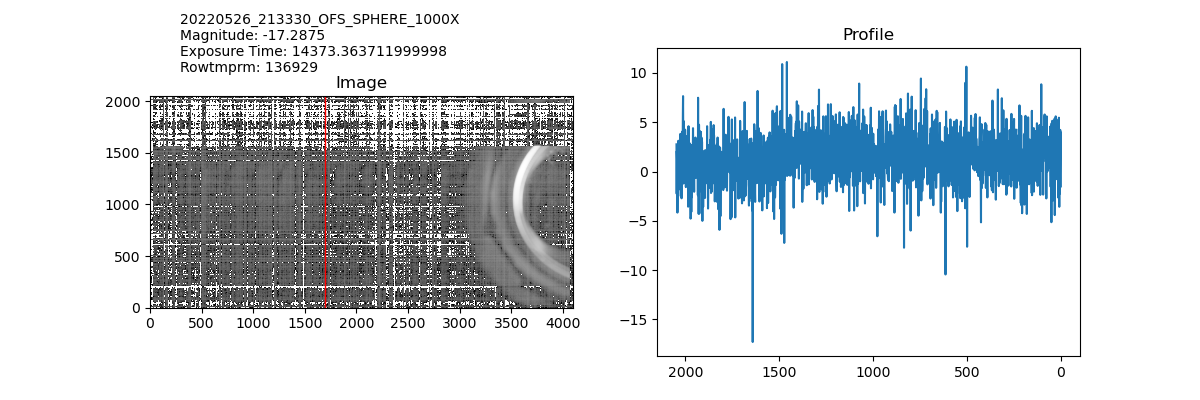 20220526_213330_OFS_SPHERE_1000X
Magnitude: -17.2875
Exposure Time: 14373.363711999998
Rowtmprm: 136929
Image
2000
1500
1000
500
0
0 500 1000 1500 2000 2500 3000 3500 4000
Profile
10
5
0
−5
−10
−15
2000 1500 1000 500 0